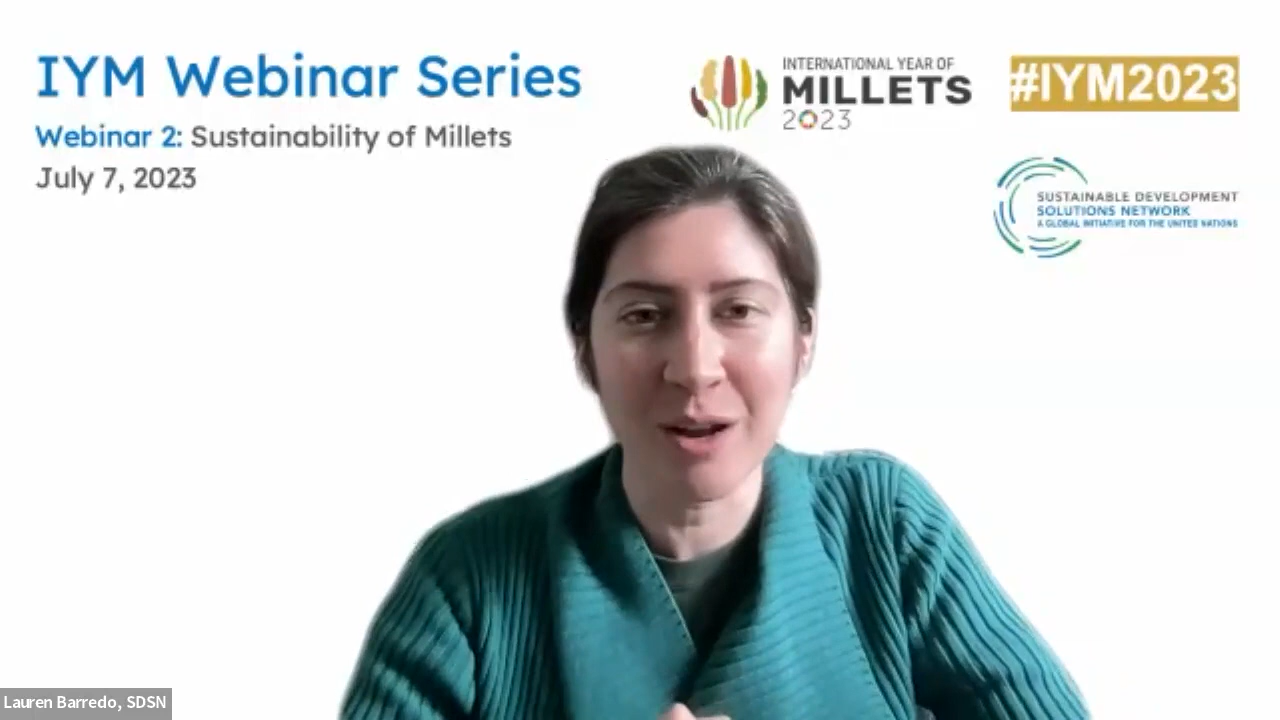 IYM Webinar Series
Webinar 2: Sustainability of Millets
July 7, 2023
INTERNATIONAL YEAR OF
MILLETS
2023
#IYM2023
SUSTAINABLE DEVELOPMENT
SOLUTIONS NETWORK
A GLOBAL INITIATIVE FOR THE UNITED NATIONS
Lauren Barredo, SDSN